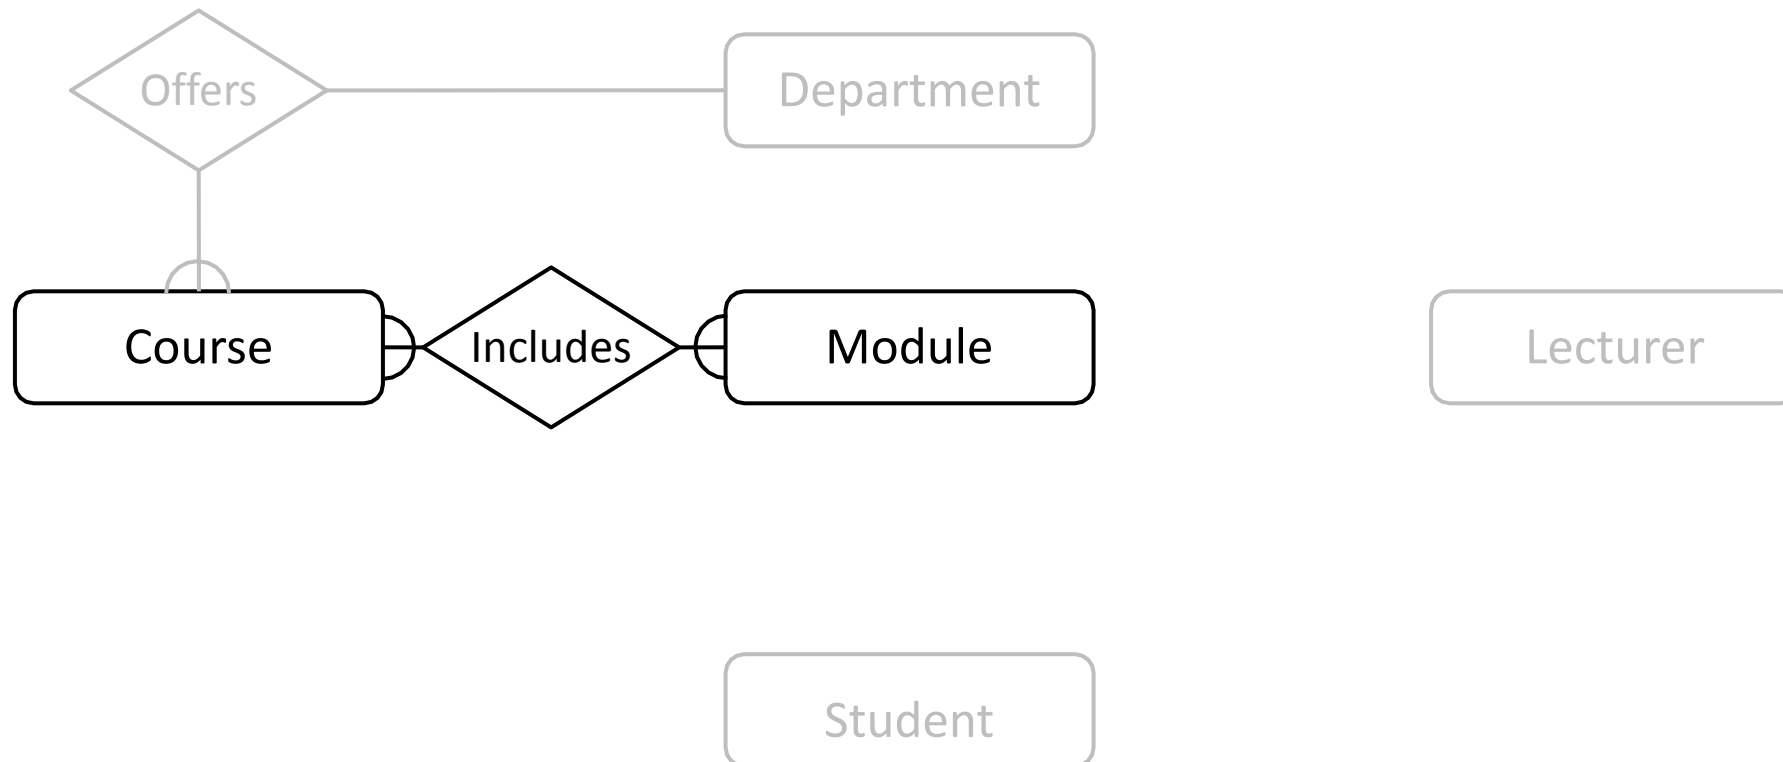 Offers
Department
Course
Includes
Module
Lecturer
Student